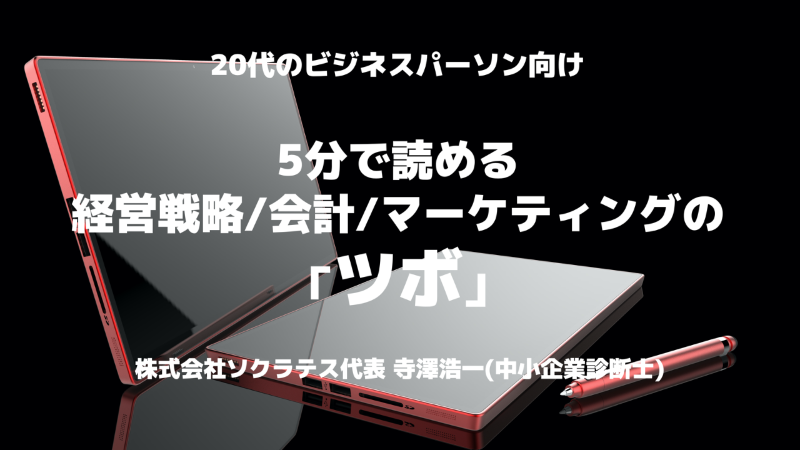 20代のビジネスパーソン向け
5分で読める
経営戦略/会計/マーケティングの
「ツボ」
株式会社ソクラテス代表 寺澤浩一(中小企業診断士)